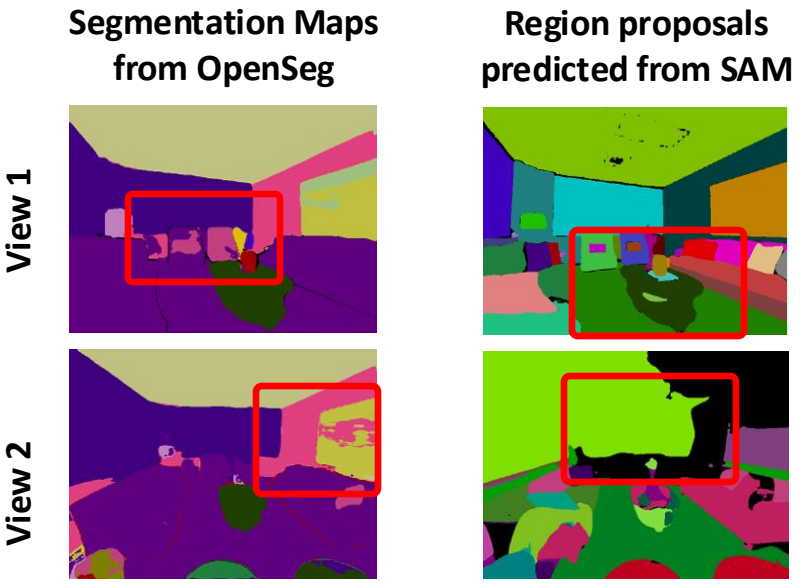 Segmentation Maps
from OpenSeg
Region proposals
predicted from SAM
View 1
View 2